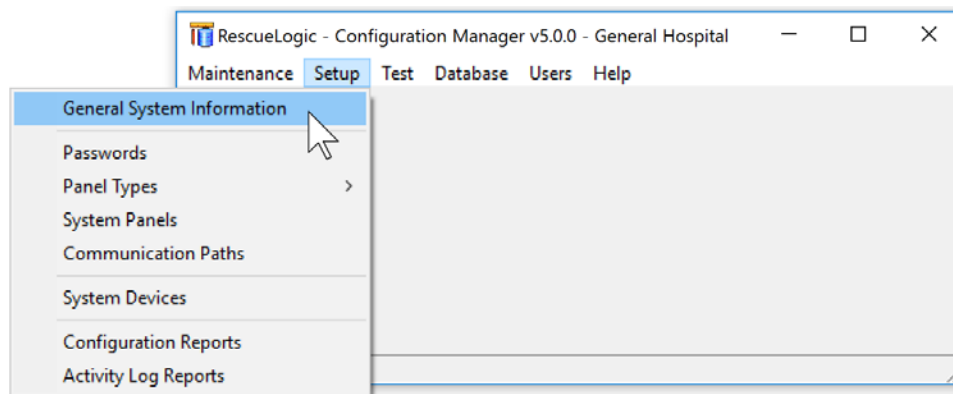 RescueLogic - Configuration Manager v5.0.0 - General Hospital
Maintenance Setup Test Database Users Help
General System Information
Passwords
Panel Types
System Panels
Communication Paths
System Devices
Configuration Reports
Activity Log Reports